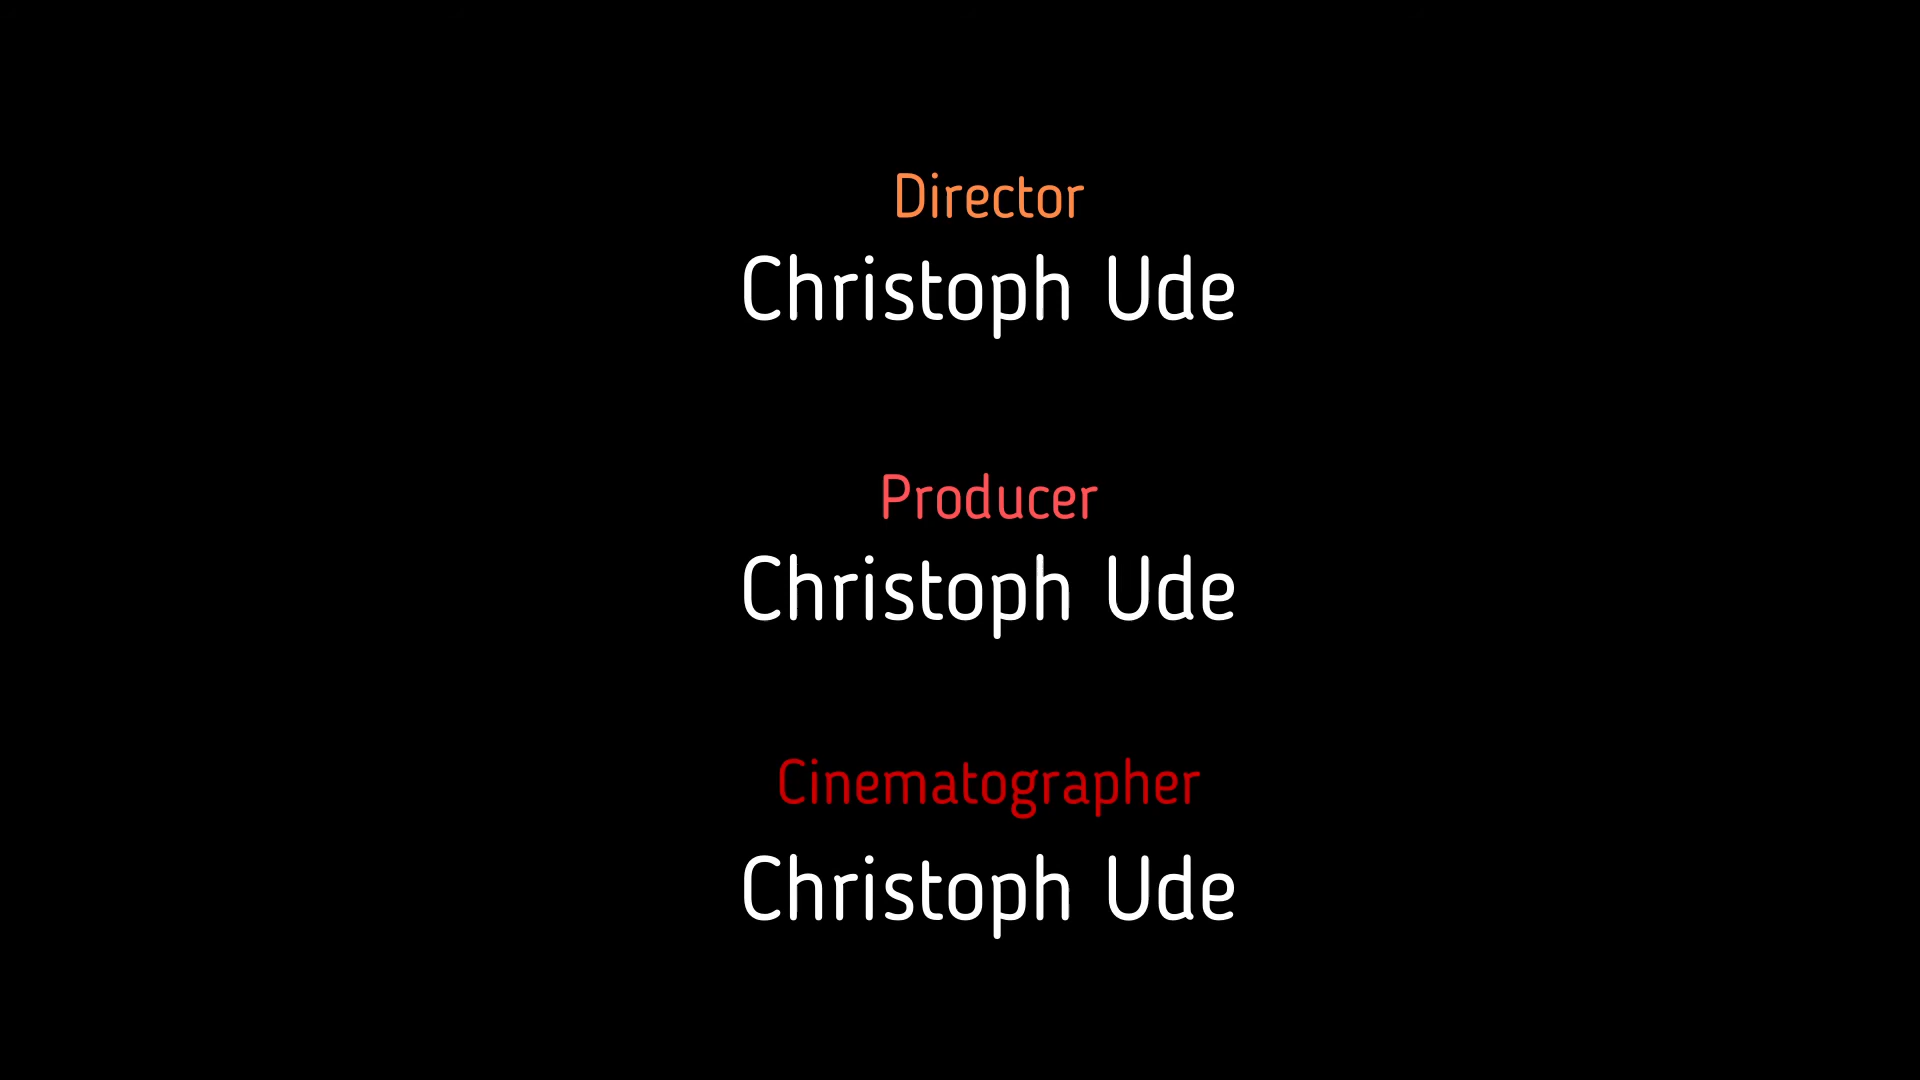 Director
Christoph Ude
Producer
Christoph Ude
Cinematographer
Christoph Ude